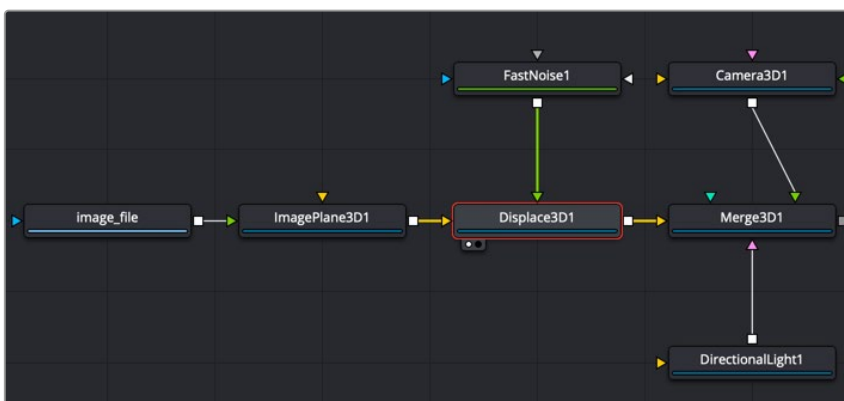 FastNoise1
Camera3D1
image_file
ImagePlane3D1
Displace3D1
Merge3D1
DirectionalLight1